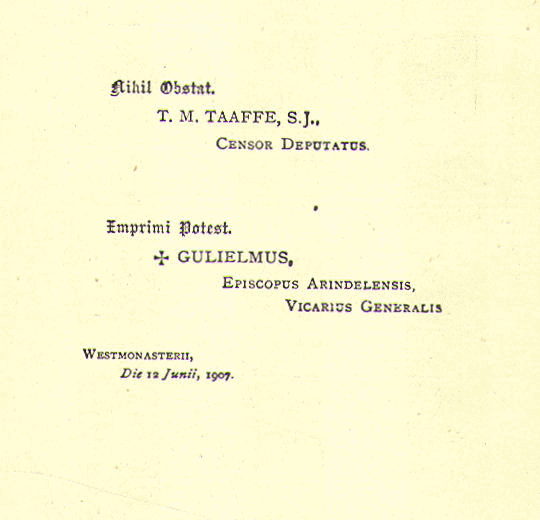 Nihil Obstat.
T. M. TAAFFE, S.J.,
CENSOR DEPUTATUS.
Imprimi Potest.
✠ GULIELMUS,
EPISCOPUS ARINDELENSIS,
VICARIUS GENERALIS
WESTMONASTERII,
Die 12 Junii, 1907.